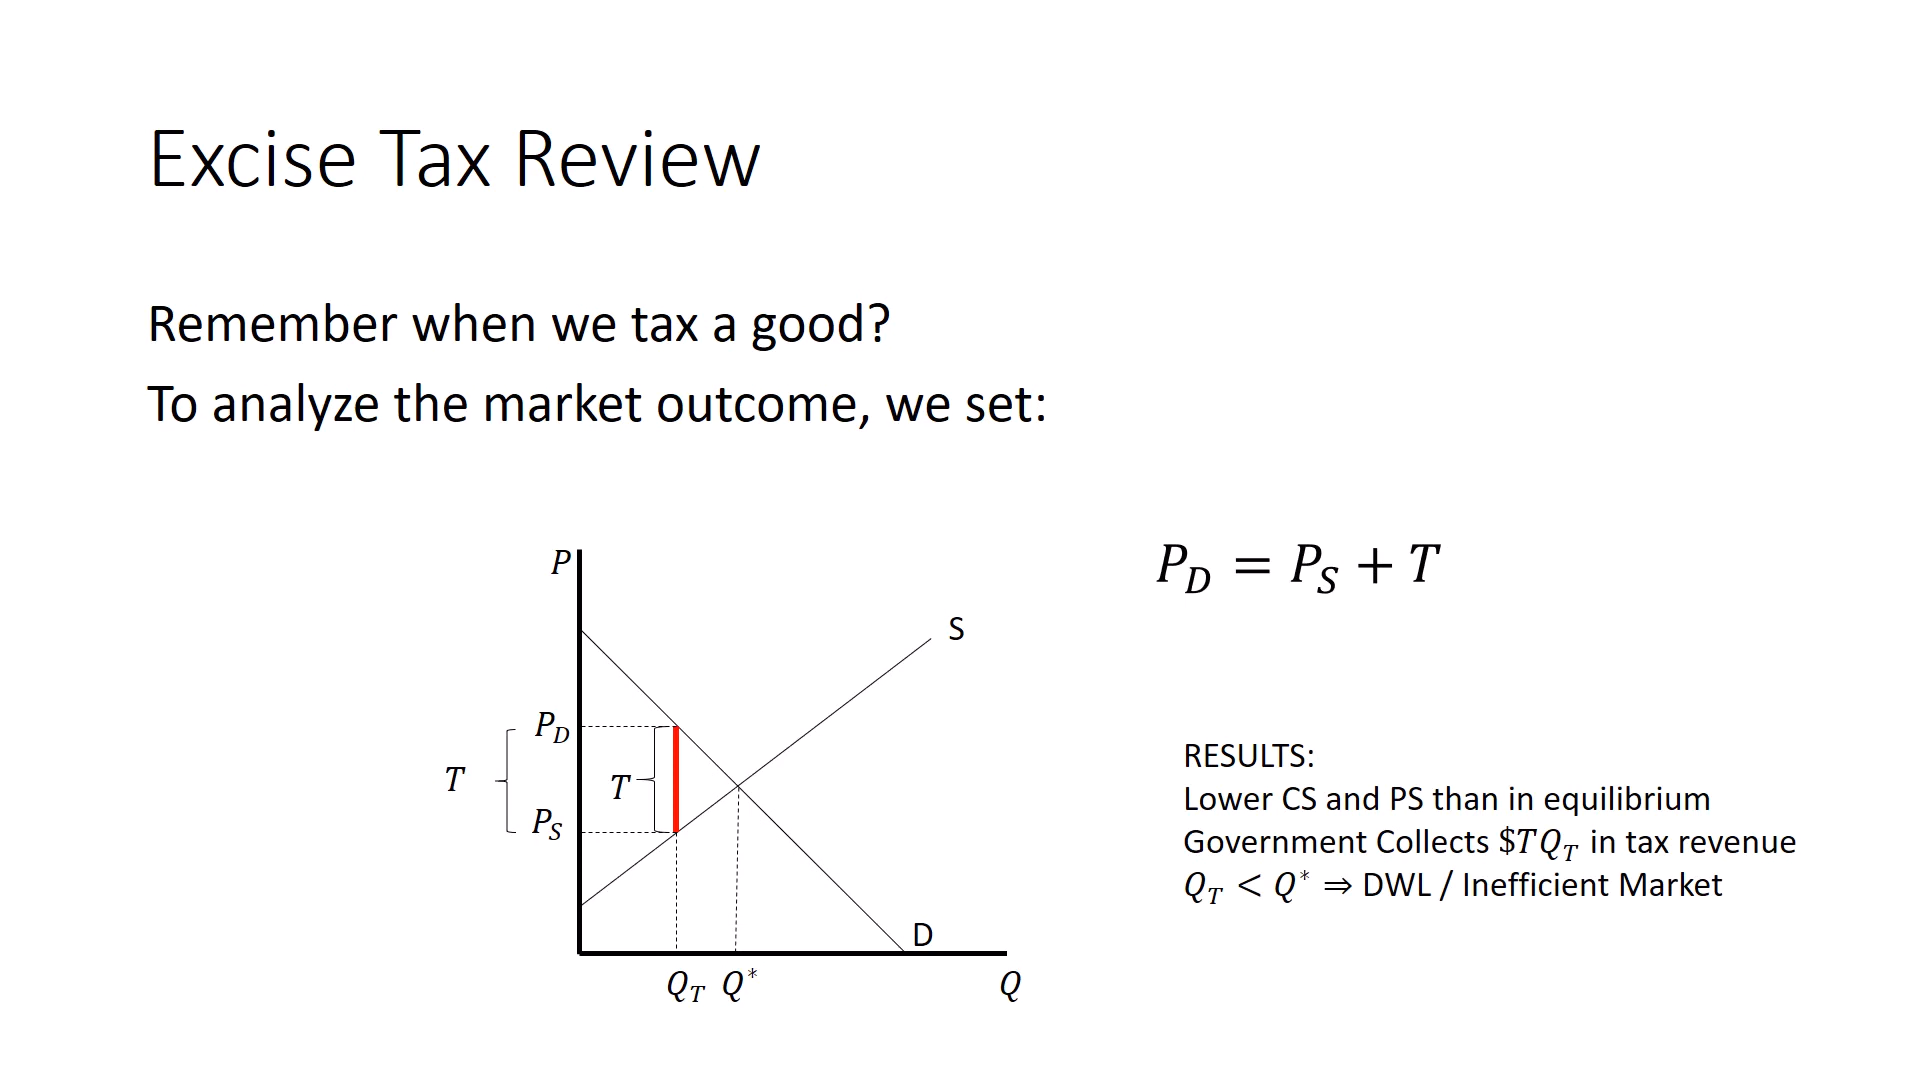 Excise Tax Review
Remember when we tax a good?
To analyze the market outcome, we set:
P_D = P_S + T
P
S
P_D
T
T
P_S
D
Q_T Q* Q
RESULTS:
Lower CS and PS than in equilibrium
Government Collects $TQ_T in tax revenue
Q_T < Q* ⇒ DWL / Inefficient Market